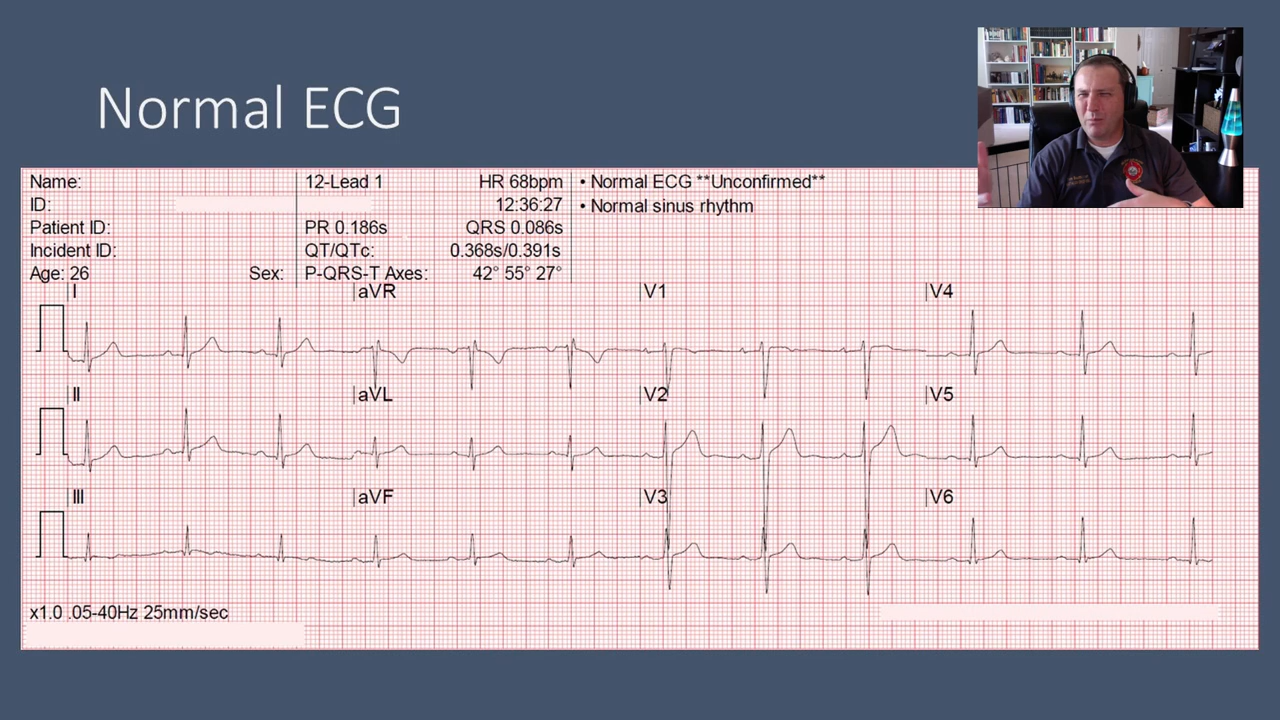 Normal ECG
Name:
ID:
Patient ID:
Incident ID:
Age: 26 Sex:
12-Lead 1 HR 68bpm
12:36:27
PR 0.186s QRS 0.086s
QT/QTc: 0.368s/0.391s
P-QRS-T Axes: 42° 55° 27°
• Normal ECG **Unconfirmed**
• Normal sinus rhythm
I aVR V1 V4
II aVL V2 V5
III aVF V3 V6
x1.0 .05-40Hz 25mm/sec